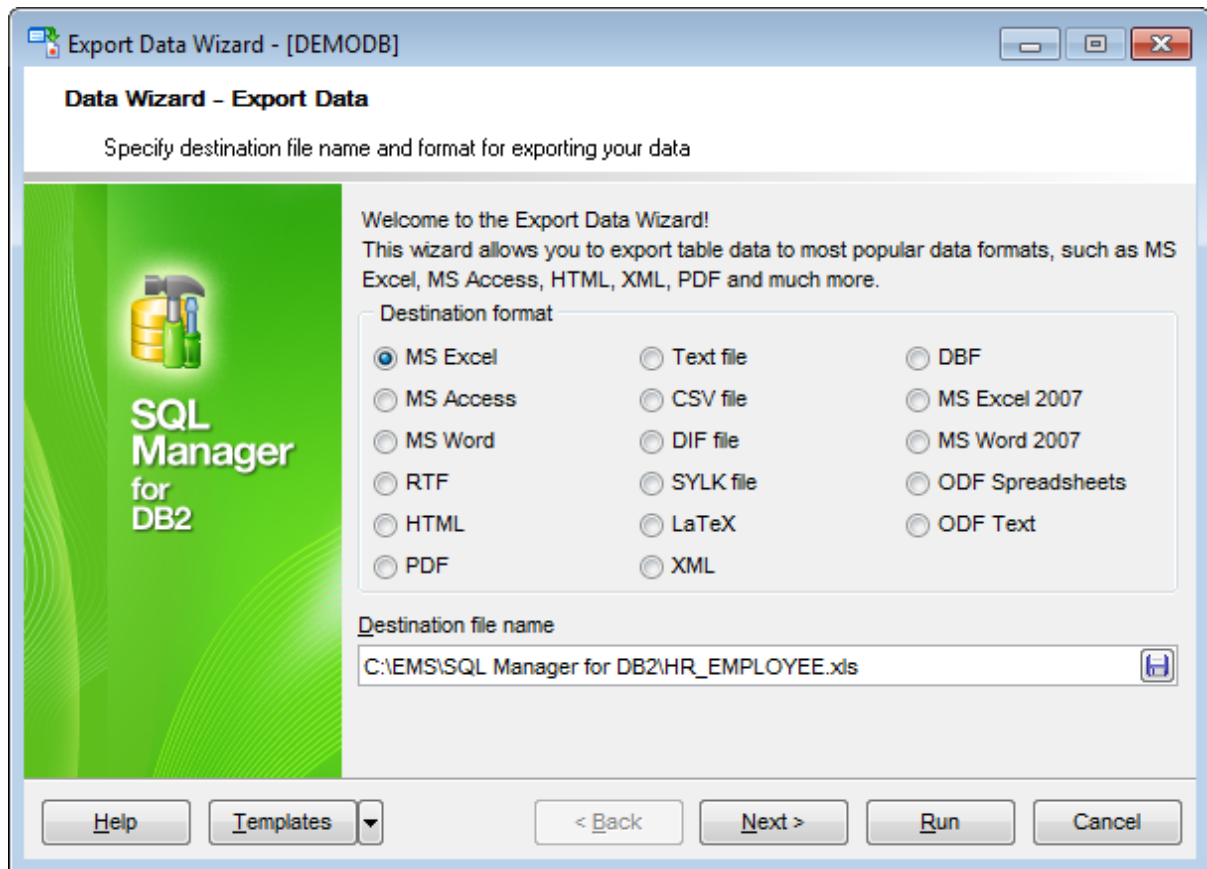 Export Data Wizard - [DEMODB]
Data Wizard - Export Data
Specify destination file name and format for exporting your data
SQL
Manager
for
DB2
Welcome to the Export Data Wizard!
This wizard allows you to export table data to most popular data formats, such as MS
Excel, MS Access, HTML, XML, PDF and much more.
Destination format
MS Excel
MS Access
MS Word
RTF
HTML
PDF
Text file
CSV file
DIF file
SYLK file
LaTeX
XML
DBF
MS Excel 2007
MS Word 2007
ODF Spreadsheets
ODF Text
Destination file name
C:\EMS\SQL Manager for DB2\HR_EMPLOYEE.xls
Help
Templates
< Back
Next >
Run
Cancel